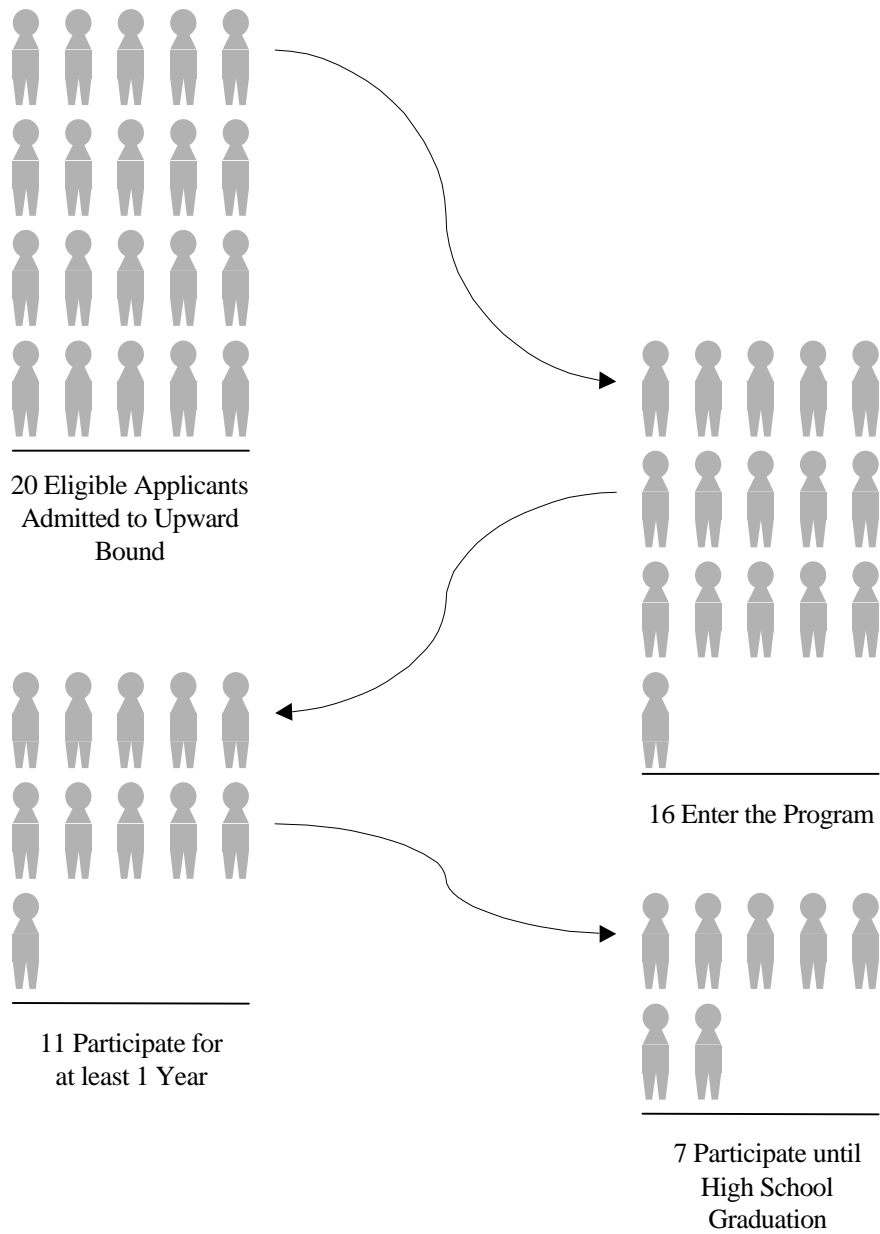 20 Eligible Applicants
Admitted to Upward
Bound
16 Enter the Program
11 Participate for
at least 1 Year
7 Participate until
High School
Graduation